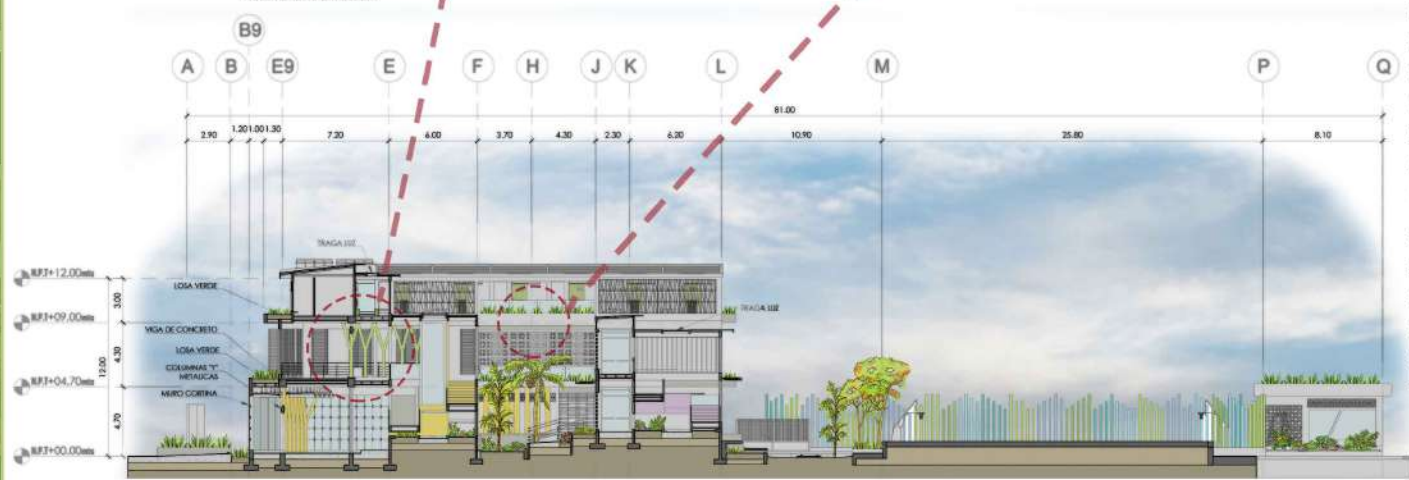 B9
A B E9 E F H J K L M P Q
81.00
2.90 1.20 1.00 1.30 7.20 6.00 3.70 4.30 2.30 6.20 10.90 25.80 8.10
TRAGA LUZ
N.P.T+12.00mts
LOSA VERDE
3.00
TRAGA LUZ
N.P.T+09.00mts
VIGA DE CONCRETO
4.30
12.00
LOSA VERDE
COLUMNAS "Y"
METALICAS
N.P.T+04.70mts
MURO CORTINA
4.70
N.P.T+00.00mts